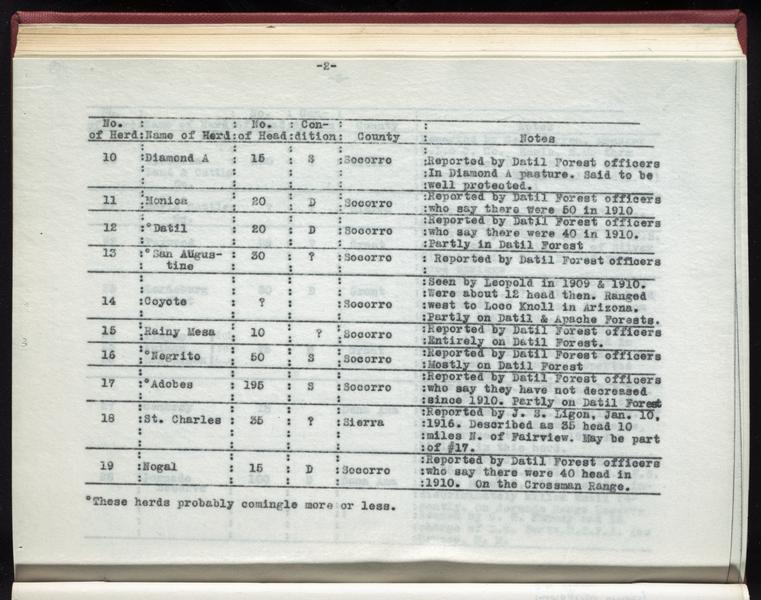 -2-
No. : : No. : Con- : :
of Herd:Name of Herd:of Head:dition: County : Notes
10 :Diamond A : 15 : S :Socorro :Reported by Datil Forest officers
:In Diamond A pasture. Said to be
:well protected.
11 :Monica : 20 : D :Socorro :Reported by Datil Forest officers
:who say there were 50 in 1910
12 :°Datil : 20 : D :Socorro :Reported by Datil Forest officers
:who say there were 40 in 1910.
:Partly in Datil Forest
13 :°San Augus- : 30 : ? :Socorro : Reported by Datil Forest officers
tine
14 :Coyote : ? : :Socorro :Seen by Leopold in 1909 & 1910.
:Were about 12 head then. Ranged
:west to Loco Knoll in Arizona.
:Partly on Datil & Apache Forests.
15 :Rainy Mesa : 10 : ? :Socorro :Reported by Datil Forest officers
:Entirely on Datil Forest.
16 :°Negrito : 50 : S :Socorro :Reported by Datil Forest officers
:Mostly on Datil Forest
17 :°Adobes : 195 : S :Socorro :Reported by Datil Forest officers
:who say they have not decreased
:since 1910. Partly on Datil Forest
18 :St. Charles : 35 : ? :Sierra :Reported by J. S. Ligon, Jan. 10,
:1916. Described as 35 head 10
:miles N. of Fairview. May be part
:of #17.
19 :Nogal : 15 : D :Socorro :Reported by Datil Forest officers
:who say there were 40 head in
:1910. On the Crossman Range.
°These herds probably comingle more or less.